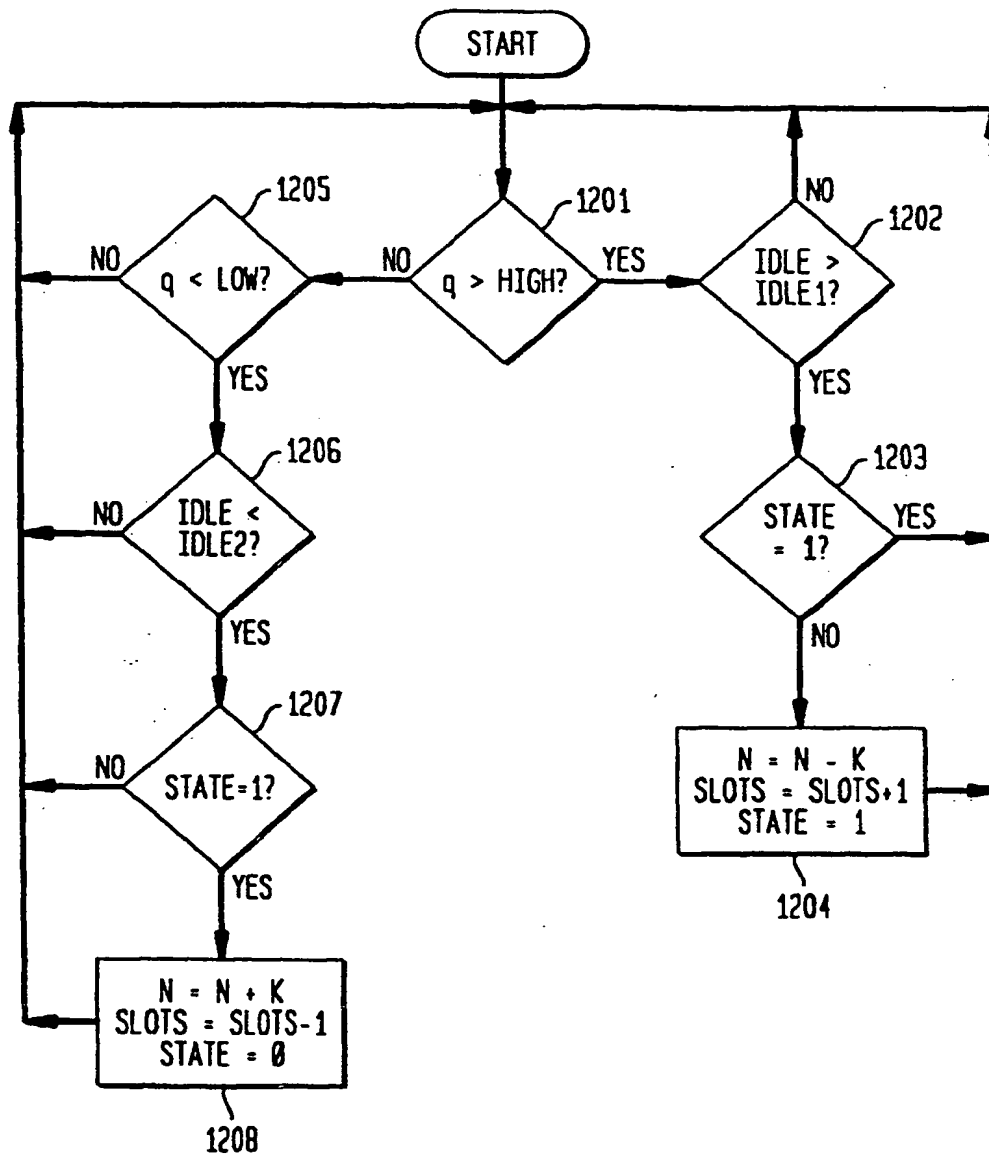 START
1205
1201
1202
NO
q < LOW?
NO
q > HIGH?
YES
NO
IDLE >
IDLE1?
YES
YES
1206
1203
NO
IDLE <
IDLE2?
STATE
= 1?
YES
YES
NO
1207
NO
STATE=1?
N = N - K
SLOTS = SLOTS+1
STATE = 1
YES
1204
N = N + K
SLOTS = SLOTS-1
STATE = 0
1208